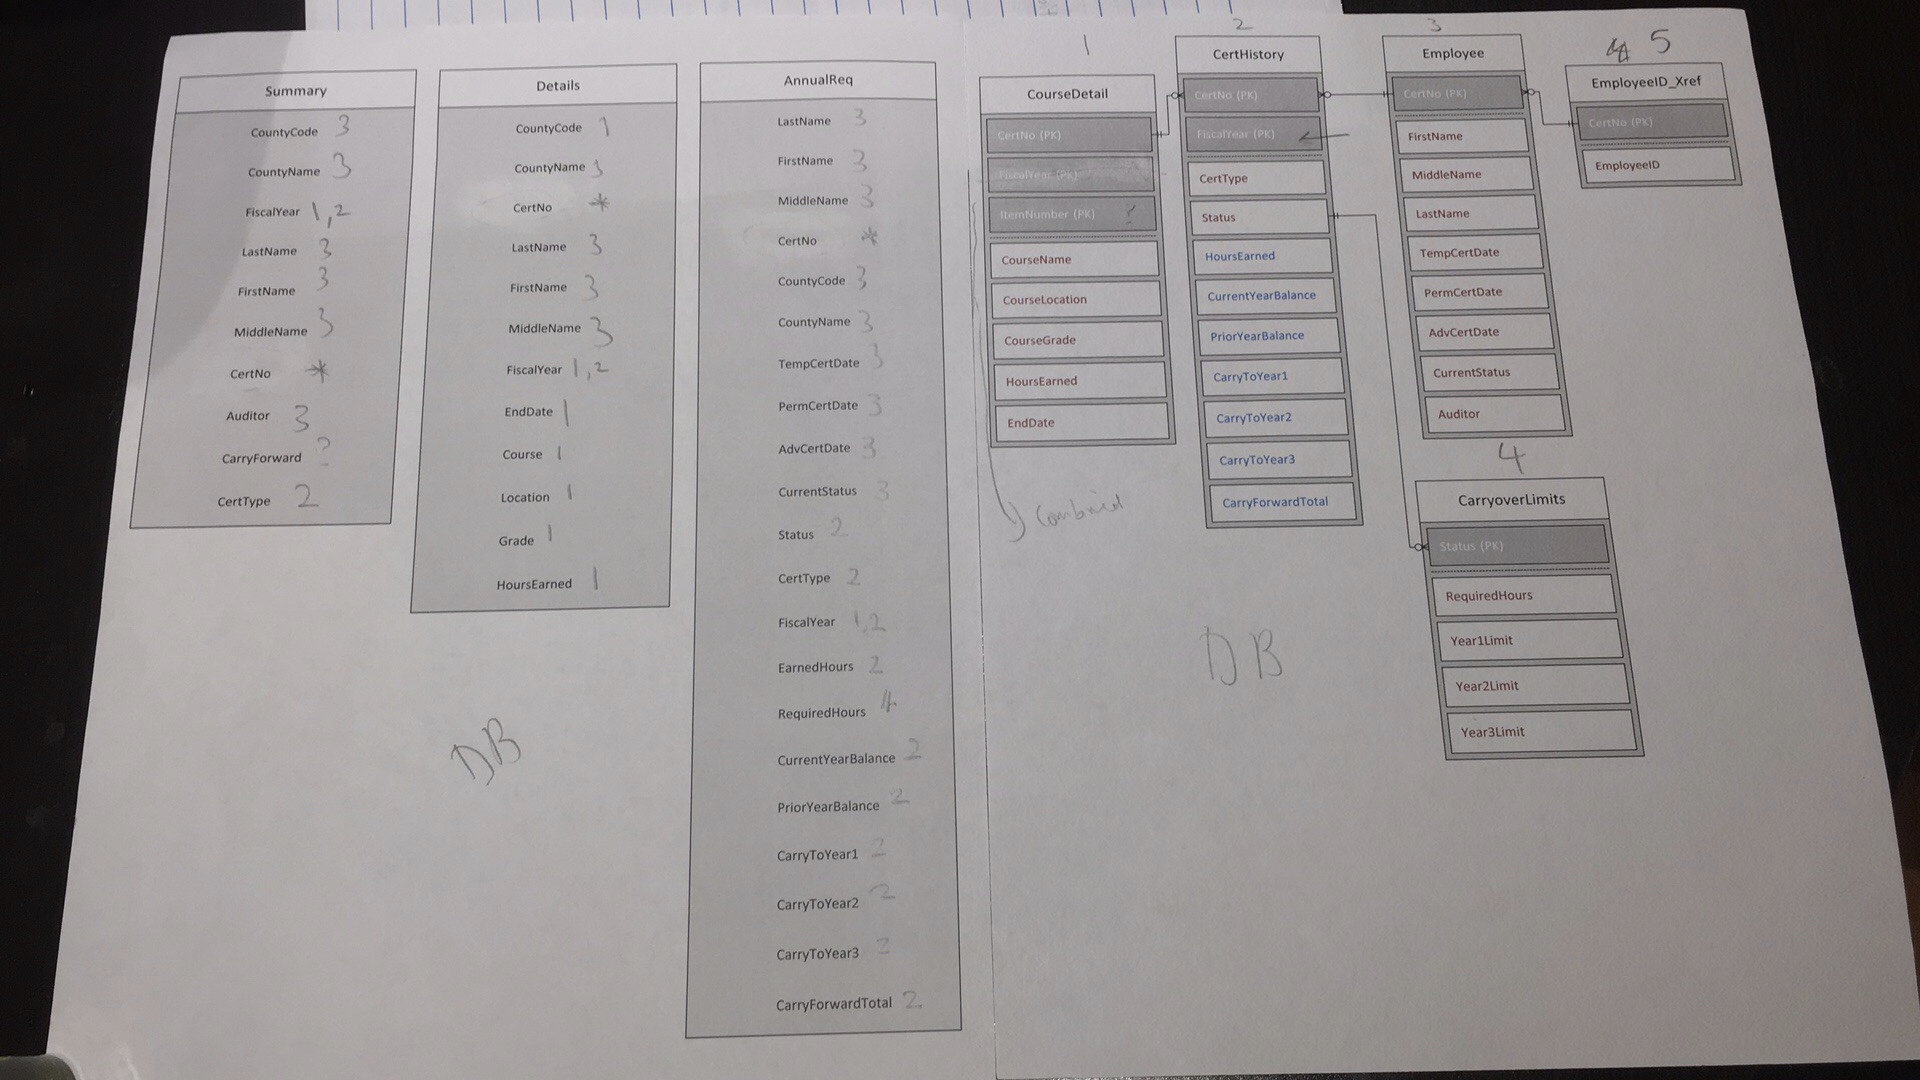 Summary
CountyCode 3
CountyName 3
FiscalYear 1,2
LastName 3
FirstName 3
MiddleName 3
CertNo *
Auditor 3
CarryForward ?
CertType 2
Details
CountyCode 1
CountyName 3
CertNo *
LastName 3
FirstName 3
MiddleName 3
FiscalYear 1,2
EndDate 1
Course 1
Location 1
Grade 1
HoursEarned 1
DB
AnnualReq
LastName 3
FirstName 3
MiddleName 3
CertNo *
CountyCode 3
CountyName 3
TempCertDate 3
PermCertDate 3
AdvCertDate 3
CurrentStatus 3
Status 2
CertType 2
FiscalYear 1,2
EarnedHours 2
RequiredHours 4
CurrentYearBalance 2
PriorYearBalance 2
CarryToYear1 2
CarryToYear2 2
CarryToYear3 2
CarryForwardTotal 2
1
CourseDetail
CertNo (PK)
FiscalYear (PK)
ItemNumber (PK) ?
CourseName
CourseLocation
CourseGrade
HoursEarned
EndDate
Combined
2
CertHistory
CertNo (PK)
FiscalYear (PK)
CertType
Status
HoursEarned
CurrentYearBalance
PriorYearBalance
CarryToYear1
CarryToYear2
CarryToYear3
CarryForwardTotal
DB
3
Employee
CertNo (PK)
FirstName
MiddleName
LastName
TempCertDate
PermCertDate
AdvCertDate
CurrentStatus
Auditor
4
CarryoverLimits
Status (PK)
RequiredHours
Year1Limit
Year2Limit
Year3Limit
5
EmployeeID_Xref
CertNo (PK)
EmployeeID